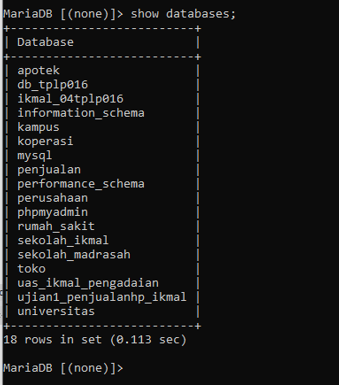 MariaDB [(none)]> show databases;
+--------------------------+
| Database                 |
+--------------------------+
| apotek                   |
| db_tplp016               |
| ikmal_04tplp016          |
| information_schema       |
| kampus                   |
| koperasi                 |
| mysql                    |
| penjualan                |
| performance_schema       |
| perusahaan               |
| phpmyadmin               |
| rumah_sakit              |
| sekolah_ikmal            |
| sekolah_madrasah         |
| toko                     |
| uas_ikmal_pengadaian     |
| ujian1_penjualanhp_ikmal |
| universitas              |
+--------------------------+
18 rows in set (0.113 sec)
MariaDB [(none)]>